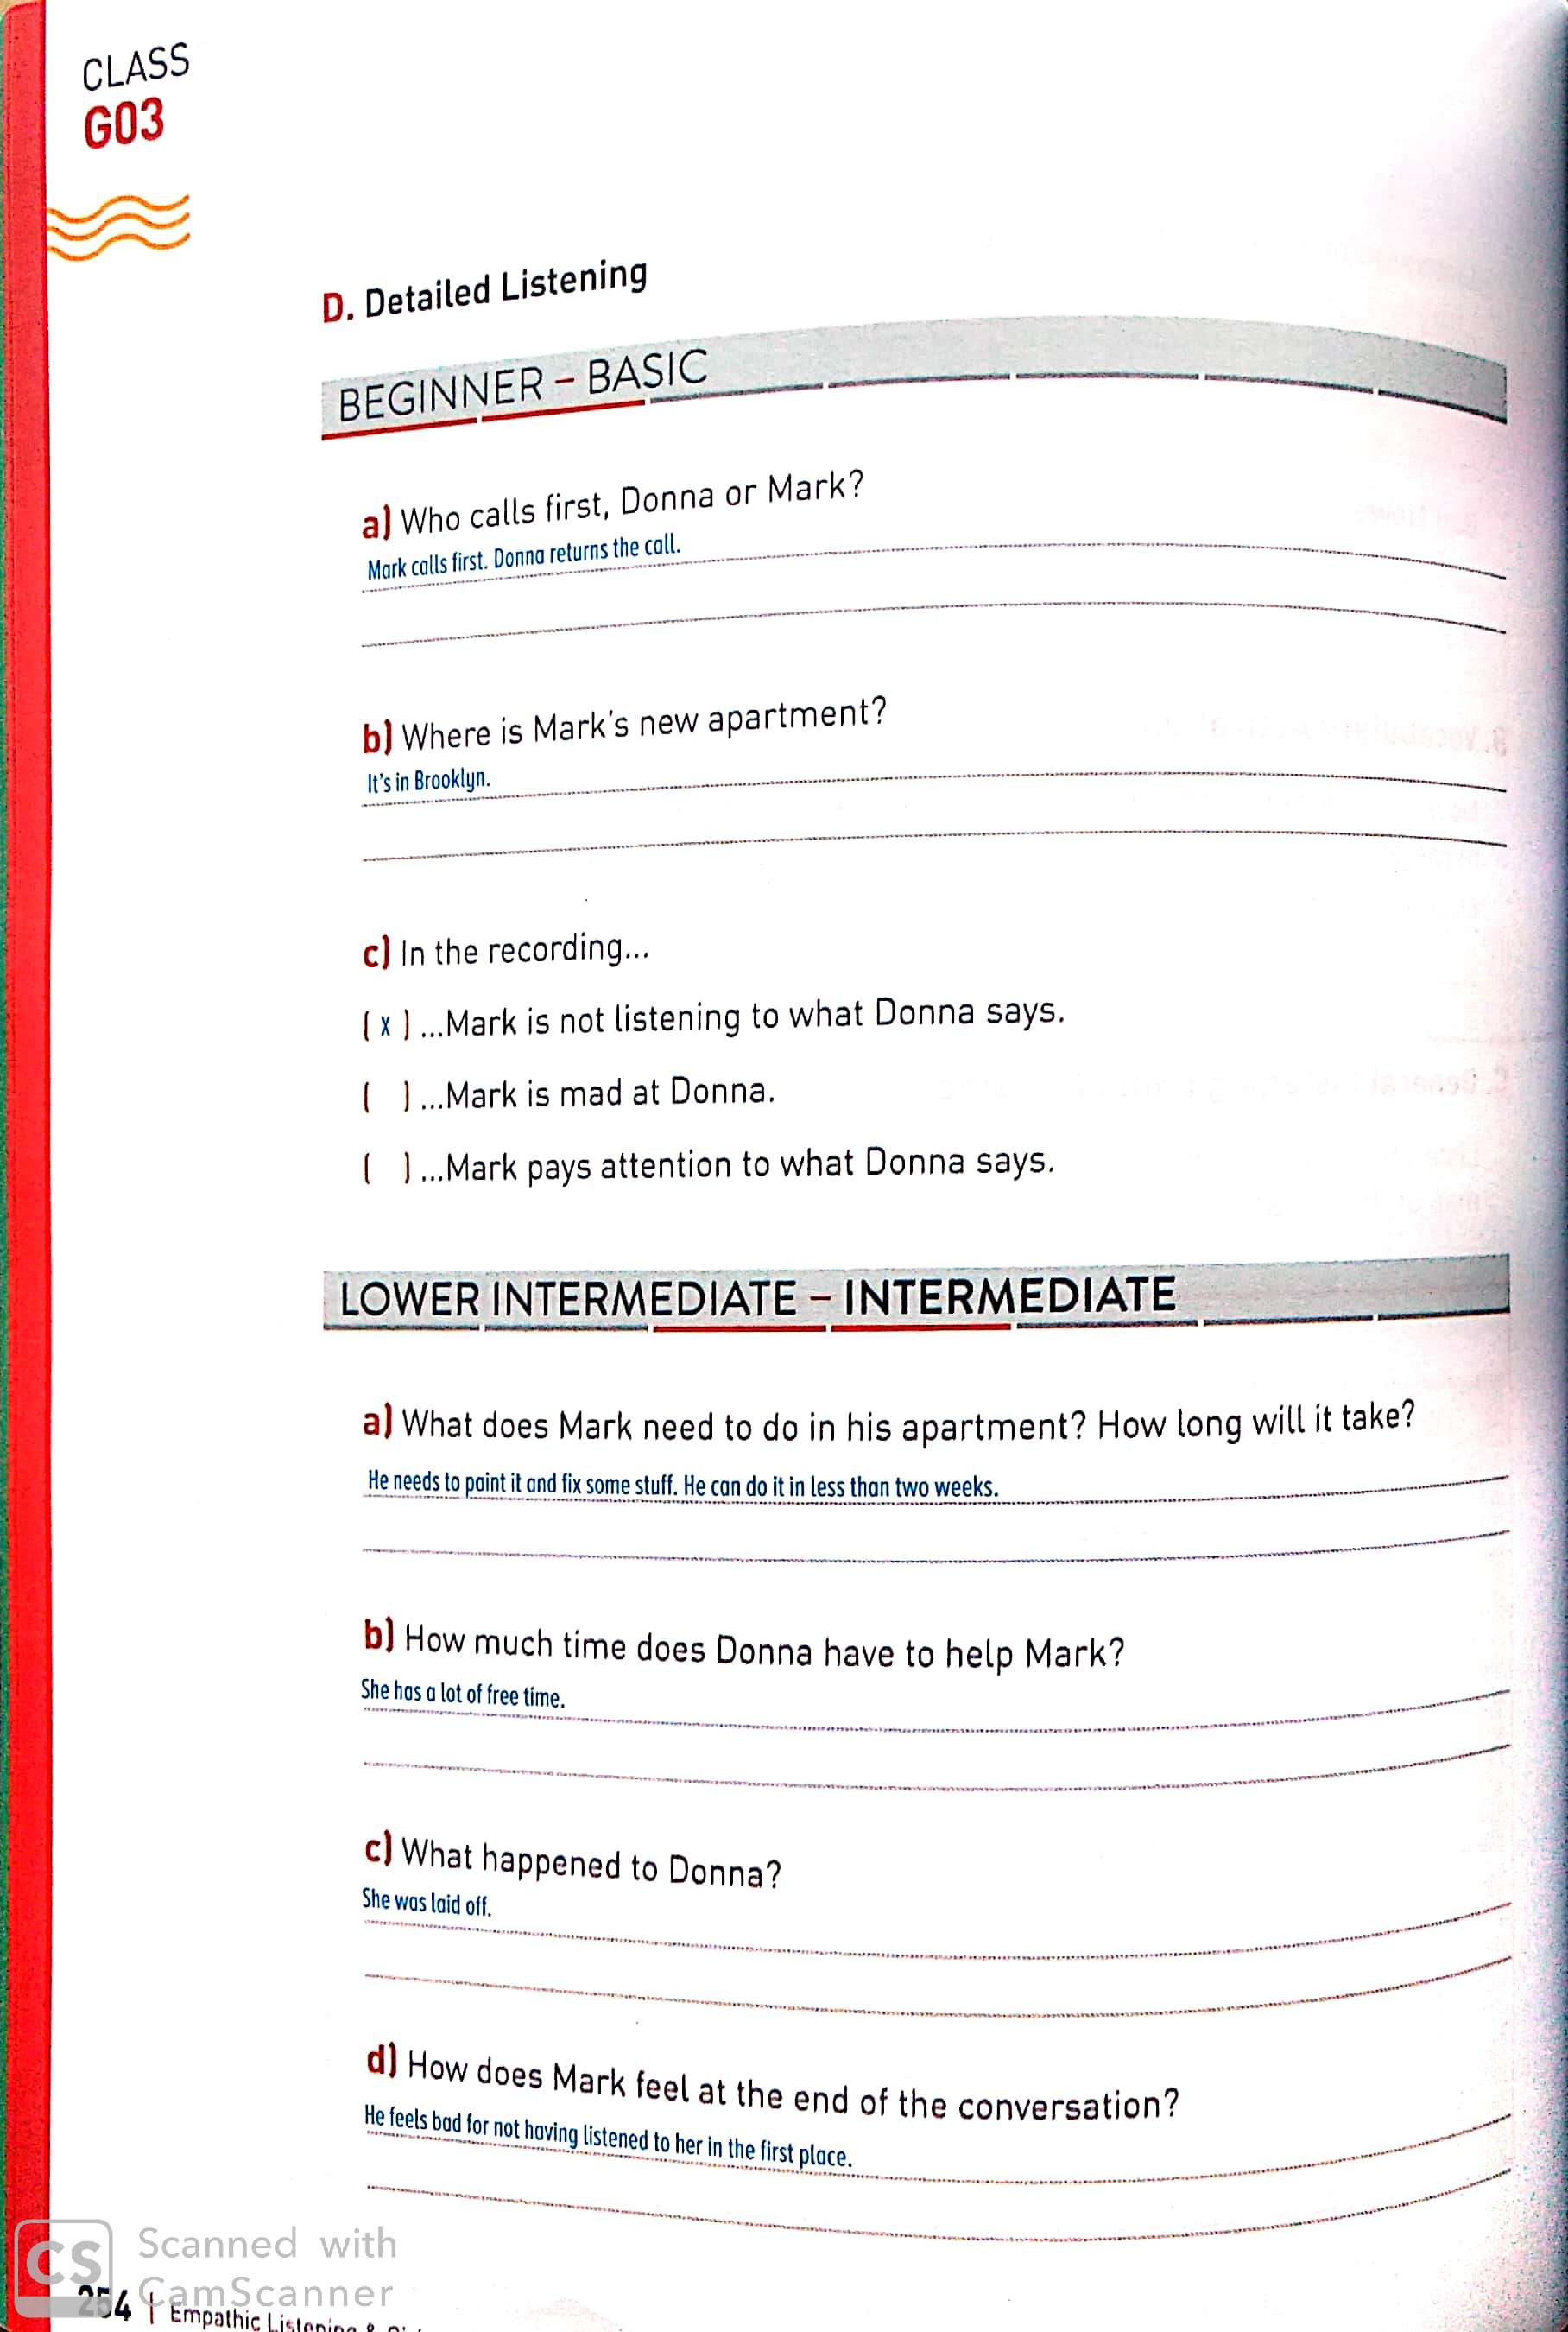 CLASS
G03
D. Detailed Listening
BEGINNER – BASIC
a) Who calls first, Donna or Mark?
Mark calls first. Donna returns the call.
b) Where is Mark's new apartment?
It's in Brooklyn.
c) In the recording...
( x ) ...Mark is not listening to what Donna says.
( ) ...Mark is mad at Donna.
( ) ...Mark pays attention to what Donna says.
LOWER INTERMEDIATE – INTERMEDIATE
a) What does Mark need to do in his apartment? How long will it take?
He needs to paint it and fix some stuff. He can do it in less than two weeks.
b) How much time does Donna have to help Mark?
She has a lot of free time.
c) What happened to Donna?
She was laid off.
d) How does Mark feel at the end of the conversation?
He feels bad for not having listened to her in the first place.
CS Scanned with
CamScanner
254 | Empathic Listening &